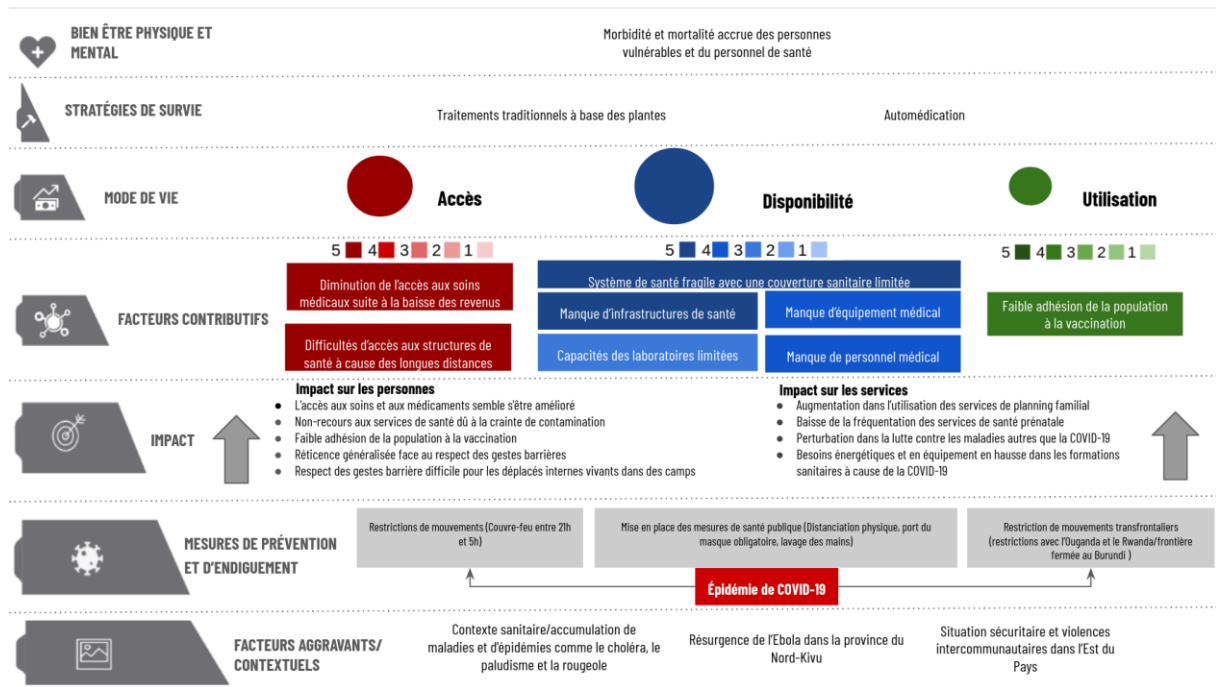 BIEN ÊTRE PHYSIQUE ET
MENTAL
Morbidité et mortalité accrue des personnes
vulnérables et du personnel de santé
STRATÉGIES DE SURVIE
Traitements traditionnels à base des plantes
Automédication
MODE DE VIE
Accès
Disponibilité
Utilisation
5 4 3 2 1
5 4 3 2 1
5 4 3 2 1
FACTEURS CONTRIBUTIFS
Diminution de l'accès aux soins
médicaux suite à la baisse des revenus
Difficultés d'accès aux structures de
santé à cause des longues distances
Système de santé fragile avec une couverture sanitaire limitée
Manque d'infrastructures de santé
Manque d'équipement médical
Capacités des laboratoires limitées
Manque de personnel médical
Faible adhésion de la population
à la vaccination
IMPACT
Impact sur les personnes
● L'accès aux soins et aux médicaments semble s'être amélioré
● Non-recours aux services de santé dû à la crainte de contamination
● Faible adhésion de la population à la vaccination
● Réticence généralisée face au respect des gestes barrières
● Respect des gestes barrière difficile pour les déplacés internes vivants dans des camps
Impact sur les services
● Augmentation dans l'utilisation des services de planning familial
● Baisse de la fréquentation des services de santé prénatale
● Perturbation dans la lutte contre les maladies autres que la COVID-19
● Besoins énergétiques et en équipement en hausse dans les formations
sanitaires à cause de la COVID-19
MESURES DE PRÉVENTION
ET D'ENDIGUEMENT
Restrictions de mouvements (Couvre-feu entre 21h
et 5h)
Mise en place des mesures de santé publique (Distanciation physique, port du
masque obligatoire, lavage des mains)
Restriction de mouvements transfrontaliers
(restrictions avec l'Ouganda et le Rwanda/frontière
fermée au Burundi )
Épidémie de COVID-19
FACTEURS AGGRAVANTS/
CONTEXTUELS
Contexte sanitaire/accumulation de
maladies et d'épidémies comme le choléra, le
paludisme et la rougeole
Résurgence de l'Ebola dans la province du
Nord-Kivu
Situation sécuritaire et violences
intercommunautaires dans l'Est du
Pays